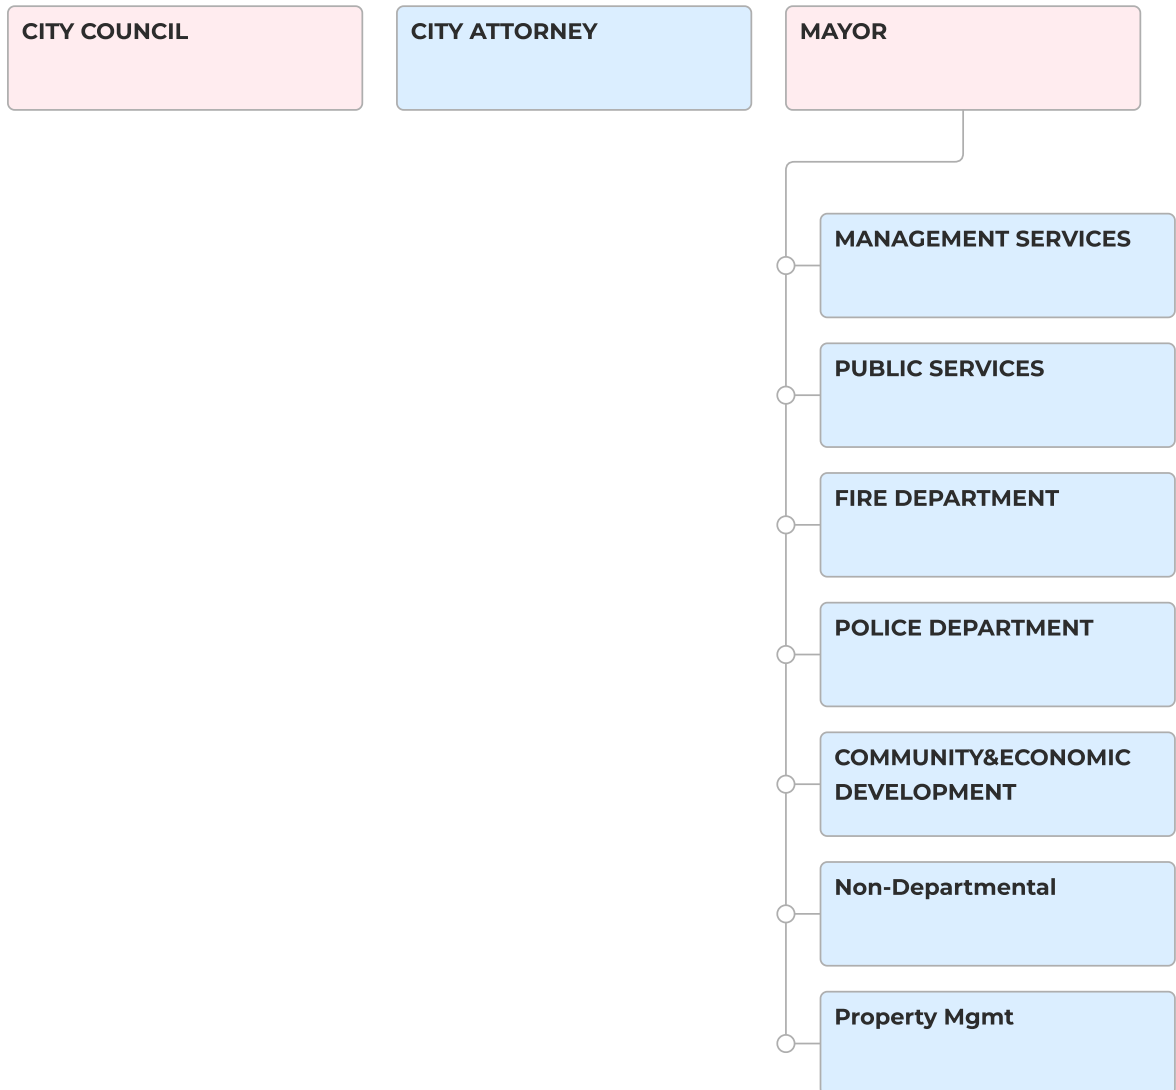 CITY COUNCIL
CITY ATTORNEY
MAYOR
MANAGEMENT SERVICES
PUBLIC SERVICES
FIRE DEPARTMENT
POLICE DEPARTMENT
COMMUNITY&ECONOMIC
DEVELOPMENT
Non-Departmental
Property Mgmt